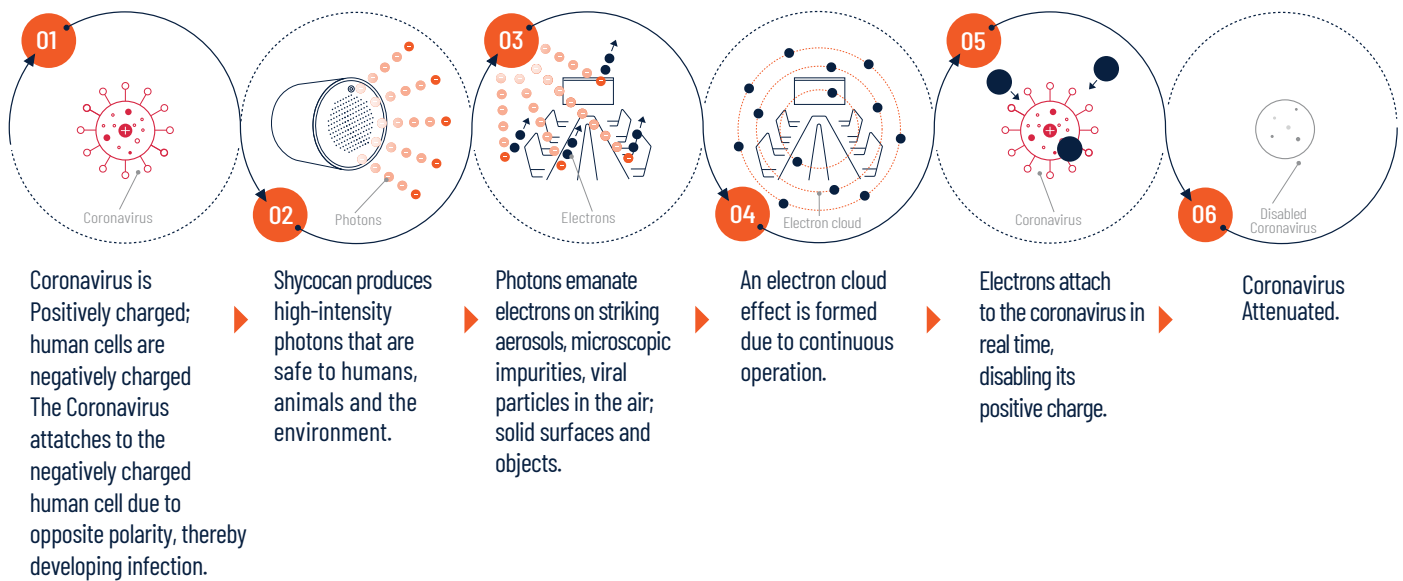 01
Coronavirus
Coronavirus is
Positively charged;
human cells are
negatively charged
The Coronavirus
attatches to the
negatively charged
human cell due to
opposite polarity, thereby
developing infection.
02
Photons
Shycocan produces
high-intensity
photons that are
safe to humans,
animals and the
environment.
03
Electrons
Photons emanate
electrons on striking
aerosols, microscopic
impurities, viral
particles in the air;
solid surfaces and
objects.
04
Electron cloud
An electron cloud
effect is formed
due to continuous
operation.
05
Coronavirus
Electrons attach
to the coronavirus in
real time,
disabling its
positive charge.
06
Disabled
Coronavirus
Coronavirus
Attenuated.